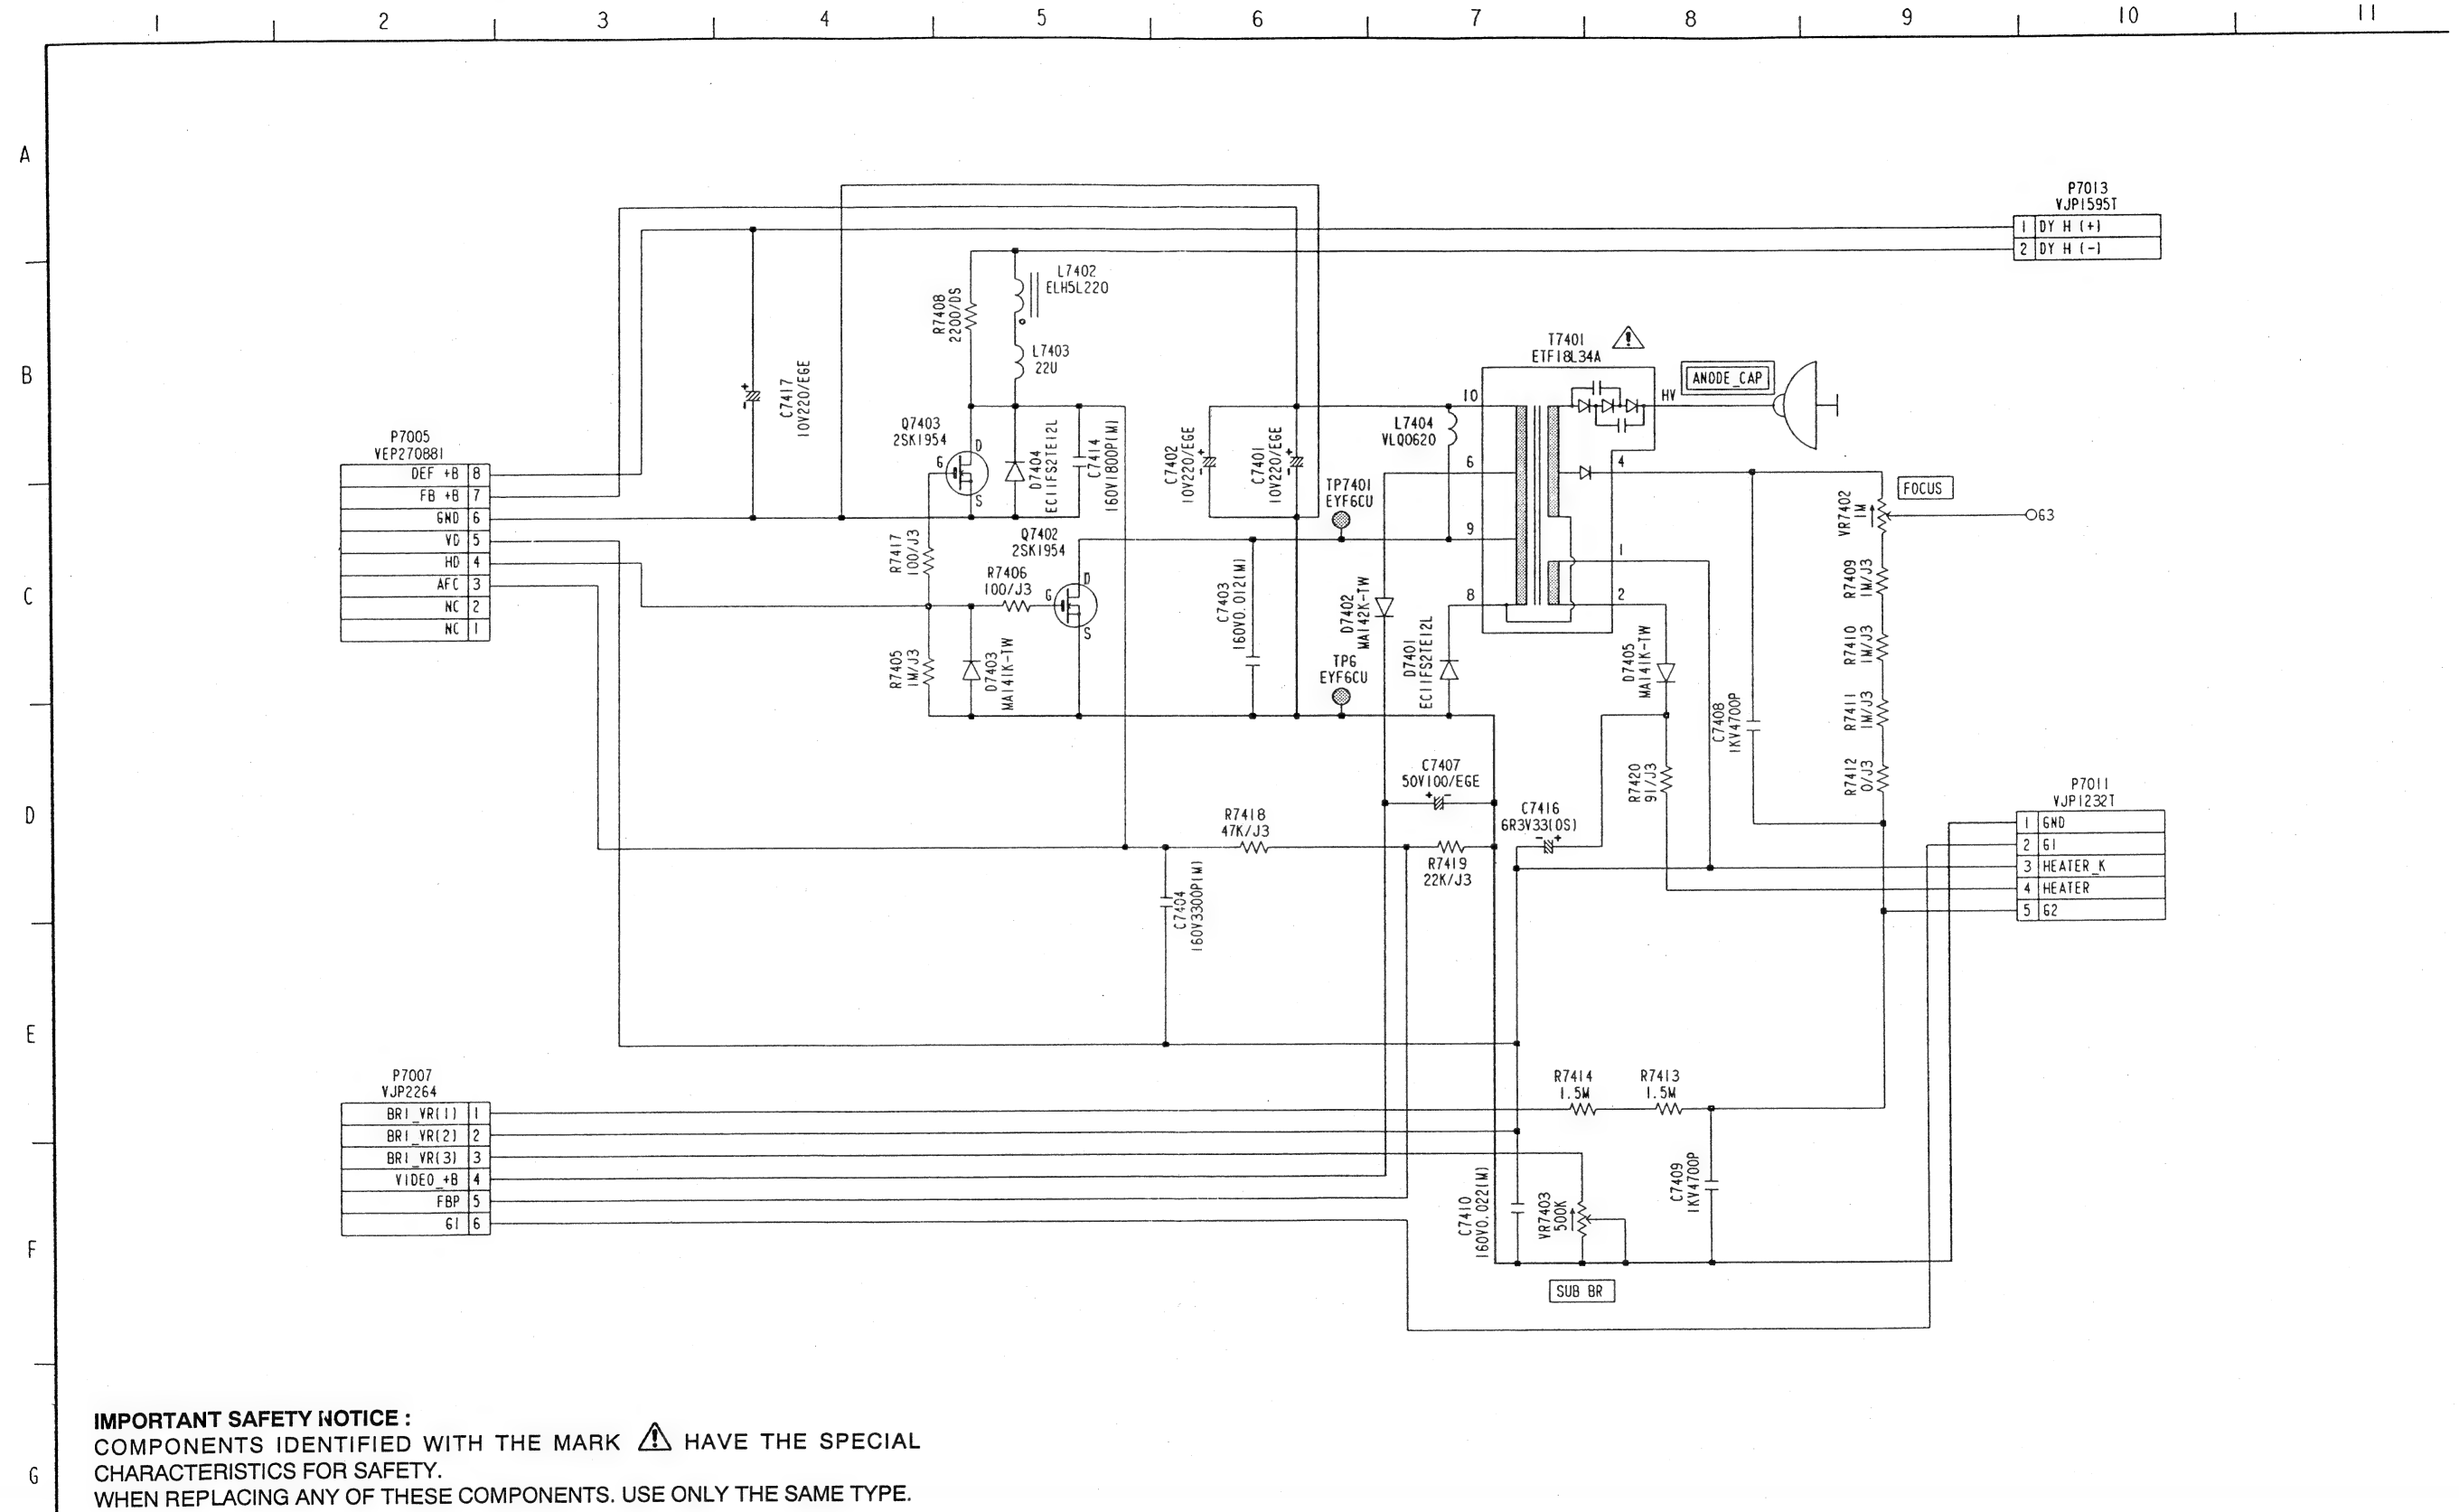 1 2 3 4 5 6 7 8 9 10 11
A
B
C
D
E
F
G
P7013
VJP1595T
1 DY H (+)
2 DY H (-)
L7402
ELH5L220
R7408
2200/DS
L7403
22U
C7417
10V220/EGE
Q7403
2SK1954
D
G
S
D7404
EC11FS2TE12L
C7414
160V1800P(M)
P7005
VEP27088
DEF +B 8
FB +B 7
GND 6
VD 5
HD 4
AFC 3
NC 2
NC 1
R7417
100/J3
Q7402
2SK1954
R7406
100/J3
D
G
S
R7405
1M/J3
D7403
MA141K-TW
C7402
10V220/EGE
C7401
10V220/EGE
TP7401
EYF6CU
C7403
160V0.012(M)
TP6
EYF6CU
D7402
MA142K-TW
D7401
EC11FS2TE12L
L7404
VLQ0620
T7401
ETF18L34A
10
6
9
8
HV
4
1
2
ANODE_CAP
FOCUS
VR7402
1M
G3
R7409
1M/J3
R7410
1M/J3
R7411
1M/J3
R7412
0/J3
D7405
MA141K-TW
C7408
1KV4700P
R7420
91/J3
C7407
50V100/EGE
C7416
6R3V33(OS)
R7418
47K/J3
R7419
22K/J3
C7404
160V3300P(M)
P7011
VJP1232T
1 GND
2 G1
3 HEATER_K
4 HEATER
5 G2
P7007
VJP2264
BRI_VR(1) 1
BRI_VR(2) 2
BRI_VR(3) 3
VIDEO_+B 4
FBP 5
G1 6
R7414
1.5M
R7413
1.5M
C7410
160V0.022(M)
VR7403
500K
C7409
1KV4700P
SUB BR
IMPORTANT SAFETY NOTICE :
COMPONENTS IDENTIFIED WITH THE MARK ⚠ HAVE THE SPECIAL
CHARACTERISTICS FOR SAFETY.
WHEN REPLACING ANY OF THESE COMPONENTS. USE ONLY THE SAME TYPE.